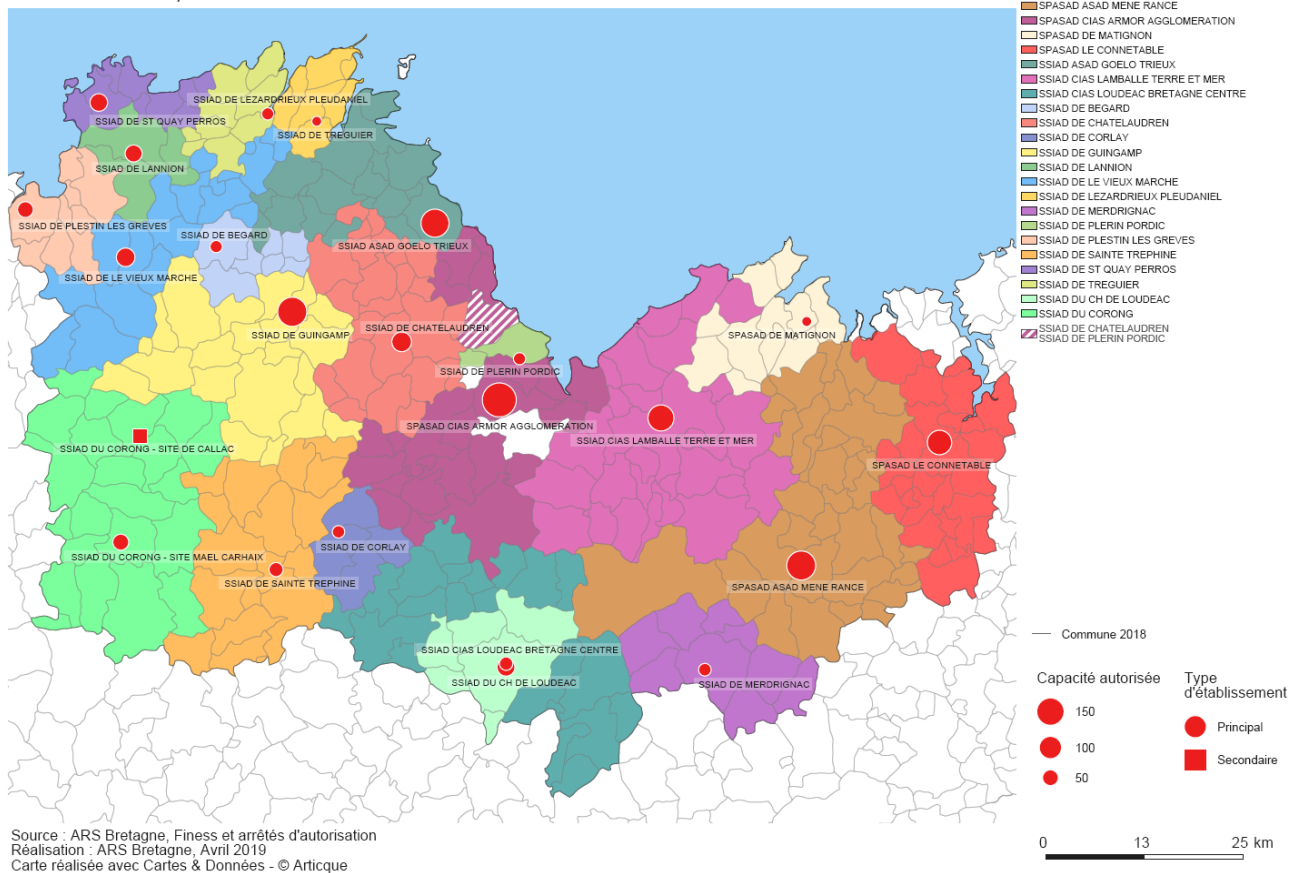 SPASAD ASAD MENE RANCE
SPASAD CIAS ARMOR AGGLOMERATION
SPASAD DE MATIGNON
SPASAD LE CONNETABLE
SSIAD ASAD GOELO TRIEUX
SSIAD CIAS LAMBALLE TERRE ET MER
SSIAD CIAS LOUDEAC BRETAGNE CENTRE
SSIAD DE BEGARD
SSIAD DE CHATELAUDREN
SSIAD DE CORLAY
SSIAD DE GUINGAMP
SSIAD DE LANNION
SSIAD DE LE VIEUX MARCHE
SSIAD DE LEZARDRIEUX PLEUDANIEL
SSIAD DE MERDRIGNAC
SSIAD DE PLERIN PORDIC
SSIAD DE PLESTIN LES GREVES
SSIAD DE SAINTE TREPHINE
SSIAD DE ST QUAY PERROS
SSIAD DE TREGUIER
SSIAD DU CH DE LOUDEAC
SSIAD DU CORONG
SSIAD DE CHATELAUDREN
SSIAD DE PLERIN PORDIC
SSIAD DE LEZARDRIEUX PLEUDANIEL
SSIAD DE ST QUAY PERROS
SSIAD DE TREGUIER
SSIAD DE LANNION
SSIAD DE PLESTIN LES GREVES
SSIAD DE BEGARD
SSIAD ASAD GOELO TRIEUX
SSIAD DE LE VIEUX MARCHE
SSIAD DE CHATELAUDREN
SSIAD DE GUINGAMP
SPASAD DE MATIGNON
SSIAD DE PLERIN PORDIC
SPASAD CIAS ARMOR AGGLOMERATION
SSIAD CIAS LAMBALLE TERRE ET MER
SSIAD DU CORONG - SITE DE CALLAC
SPASAD LE CONNETABLE
SSIAD DE CORLAY
SSIAD DU CORONG - SITE MAEL CARHAIX
SSIAD DE SAINTE TREPHINE
SPASAD ASAD MENE RANCE
SSIAD CIAS LOUDEAC BRETAGNE CENTRE
SSIAD DU CH DE LOUDEAC
SSIAD DE MERDRIGNAC
Commune 2018
Capacité autorisée
150
100
50
Type
d'établissement
Principal
Secondaire
0 13 25 km
Source : ARS Bretagne, Finess et arrêtés d'autorisation
Réalisation : ARS Bretagne, Avril 2019
Carte réalisée avec Cartes & Données - © Articque